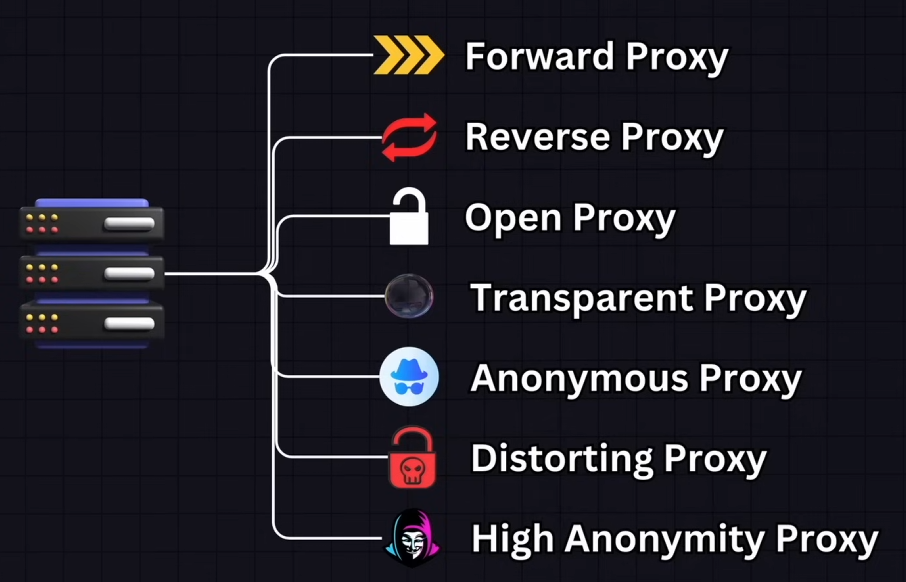 Forward Proxy
Reverse Proxy
Open Proxy
Transparent Proxy
Anonymous Proxy
Distorting Proxy
High Anonymity Proxy